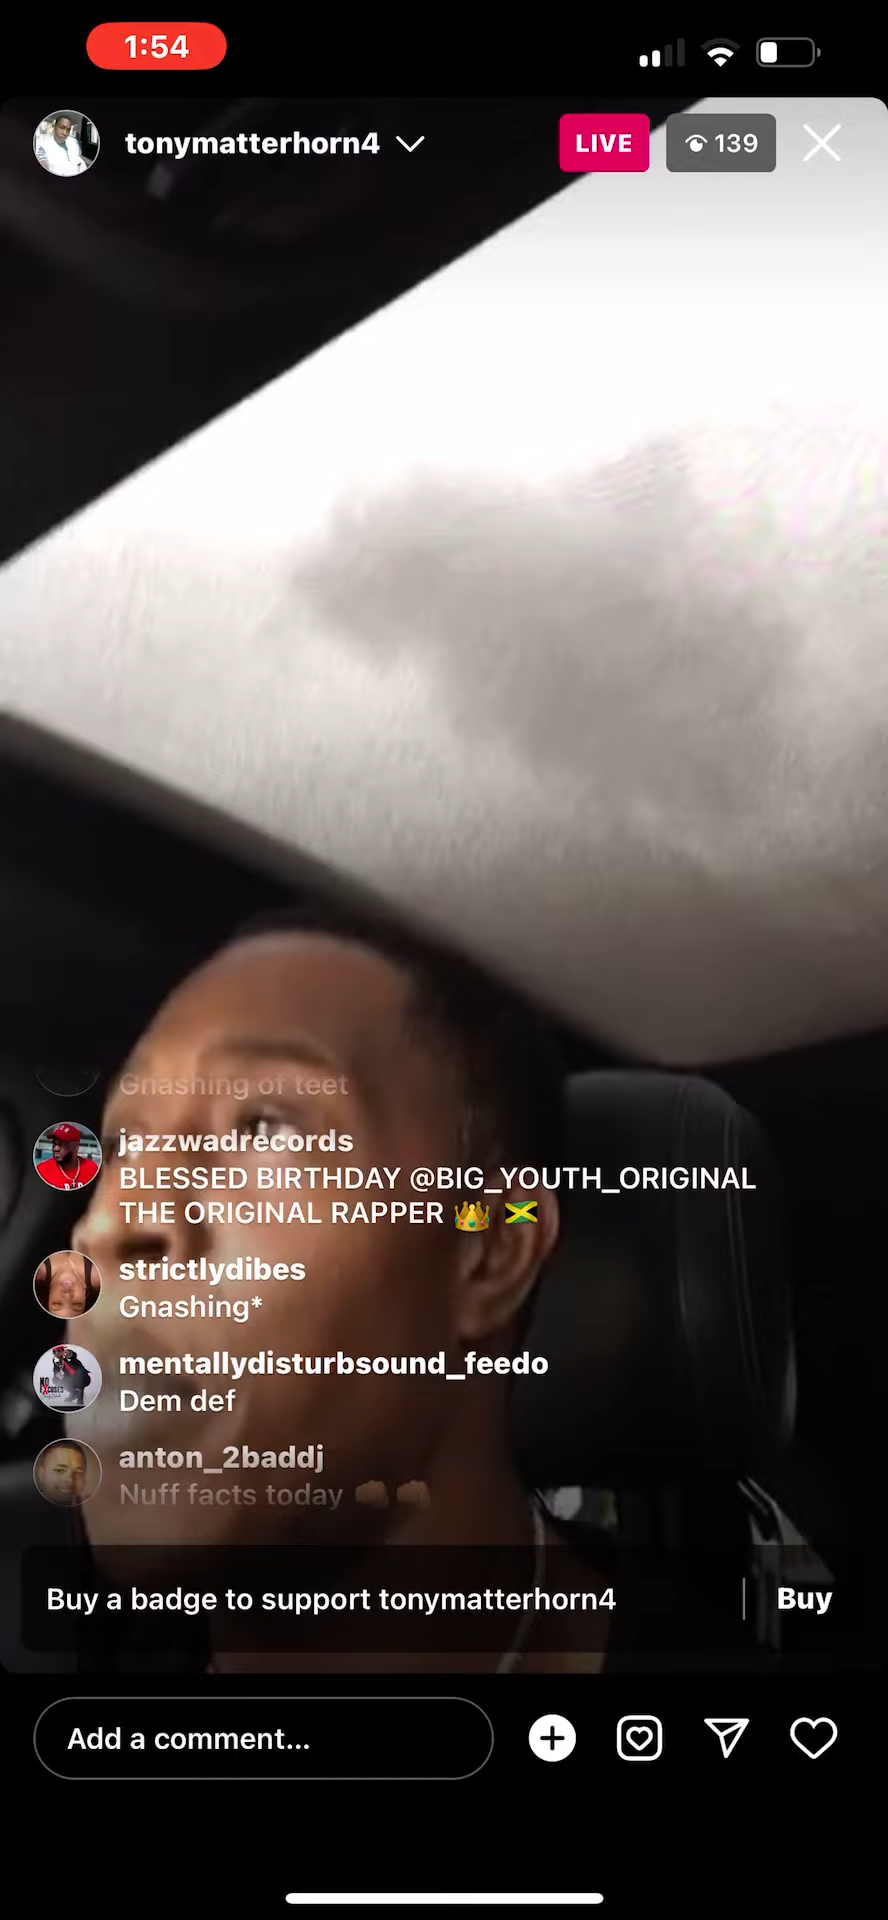 1:54
tonymatterhorn4
LIVE
139
Gnashing of teet
jazzwadrecords
BLESSED BIRTHDAY @BIG_YOUTH_ORIGINAL
THE ORIGINAL RAPPER 👑 🇯🇲
strictlydibes
Gnashing*
mentallydisturbsound_feedo
Dem def
anton_2baddj
Nuff facts today ✊🏾✊🏾
Buy a badge to support tonymatterhorn4 | Buy
Add a comment...